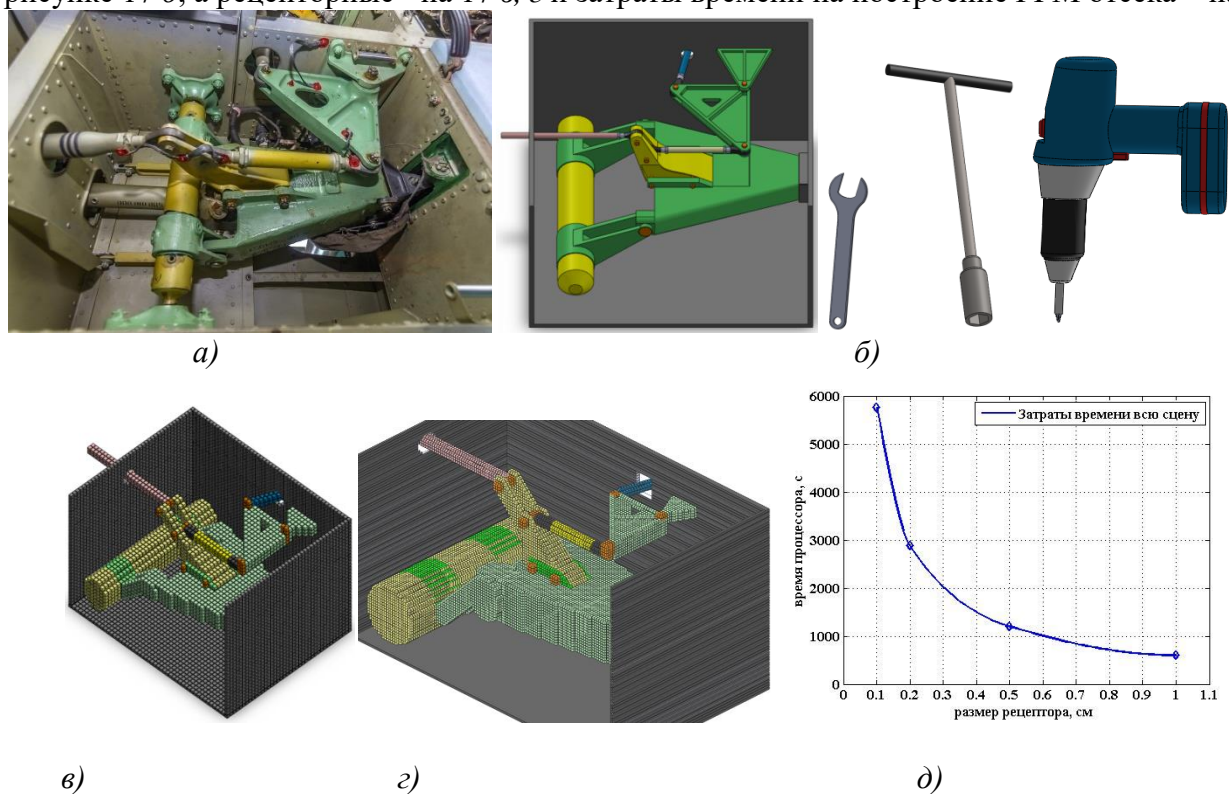 рисунке 17 б, а рецепторные – на 17 в, г и затраты времени на построение РГМ отсека – на
а)
б)
6000
5000
4000
3000
2000
1000
0
время процессора, с
Затраты времени всю сцену
0 0.1 0.2 0.3 0.4 0.5 0.6 0.7 0.8 0.9 1 1.1
размер рецептора, см
в)
г)
д)